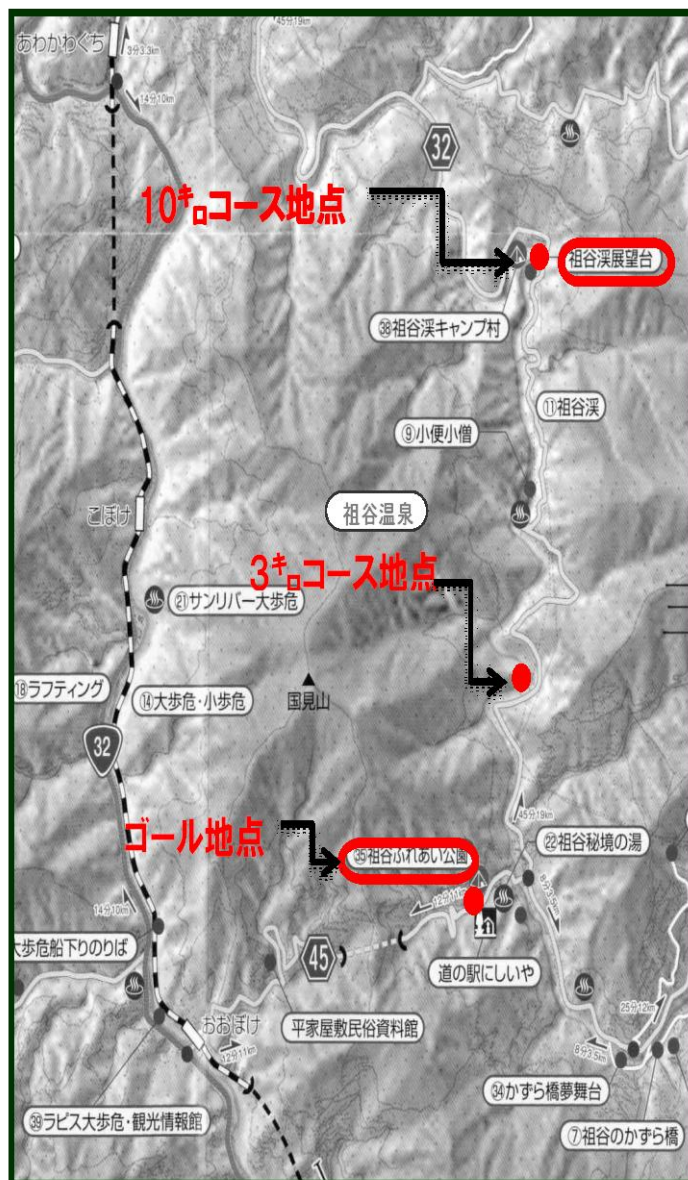 45分19km
あわかわぐち
3分3.3km
14分10km
32
10キロコース地点
祖谷渓展望台
㊳祖谷渓キャンプ村
⑪祖谷渓
⑨小便小僧
こぼけ
祖谷温泉
3キロコース地点
㉑サンリバー大歩危
国見山
⑱ラフティング
⑭大歩危・小歩危
32
45分19km
ゴール地点
㉟祖谷ふれあい公園
㉒祖谷秘境の湯
12分11km
8分3.5km
14分10km
大歩危船下りのりば
45
道の駅にしいや
平家屋敷民俗資料館
25分12km
おおぼけ
12分11km
8分3.5km
㉞かずら橋夢舞台
㊴ラピス大歩危・観光情報館
⑦祖谷のかずら橋